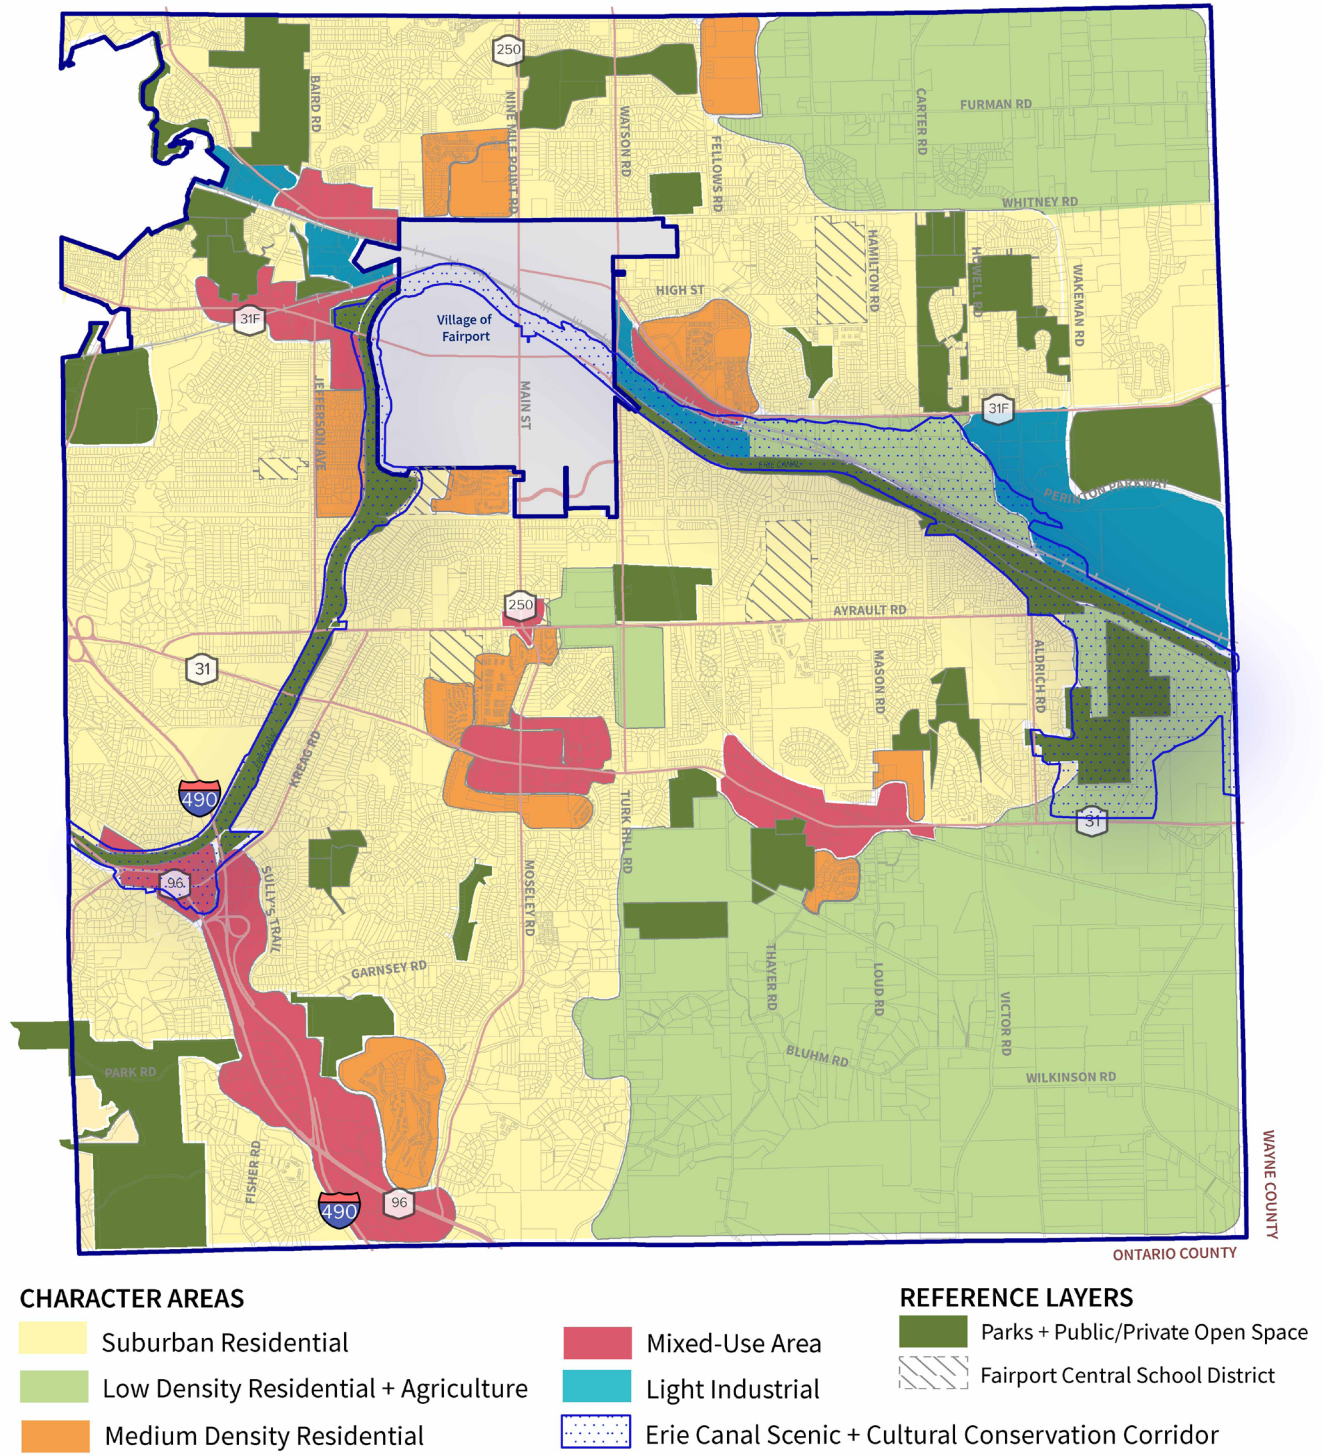 250
BAIRD RD
NINE MILE POINT RD
WATSON RD
FELLOWS RD
CARTER RD
FURMAN RD
WHITNEY RD
HAMILTON RD
HOWELL RD
WAKEMAN RD
HIGH ST
31F
Village of
Fairport
JEFFERSON AVE
MAIN ST
31F
ERIE CANAL
PERINTON PARKWAY
250
AYRAULT RD
31
MASON RD
ALDRICH RD
KREAG RD
490
TURK HILL RD
31
96
SULLY'S TRAIL
MOSELEY RD
GARNSEY RD
THAYER RD
LOUD RD
VICTOR RD
BLUHM RD
WILKINSON RD
PARK RD
FISHER RD
490
96
WAYNE COUNTY
ONTARIO COUNTY
CHARACTER AREAS
Suburban Residential
Low Density Residential + Agriculture
Medium Density Residential
Mixed-Use Area
Light Industrial
Erie Canal Scenic + Cultural Conservation Corridor
REFERENCE LAYERS
Parks + Public/Private Open Space
Fairport Central School District